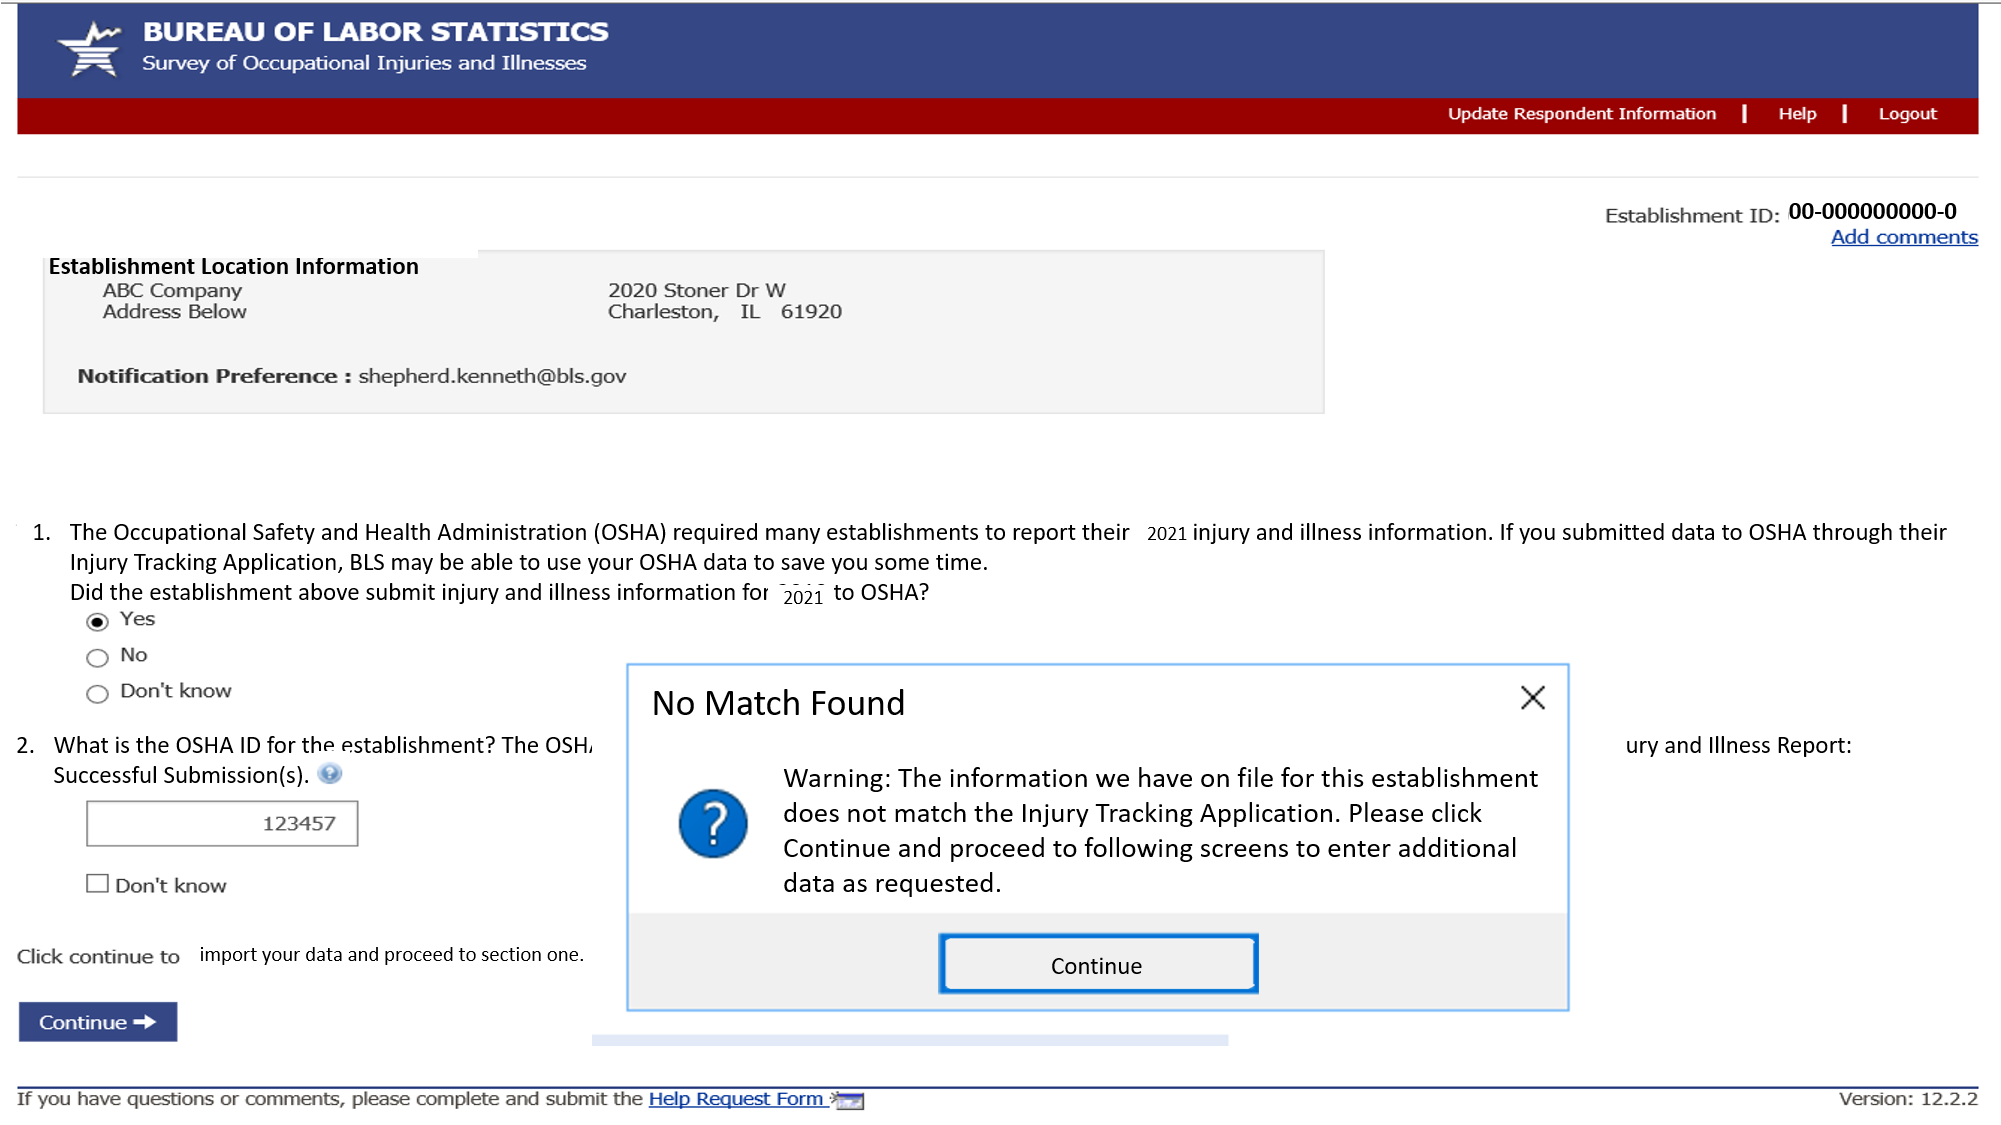 BUREAU OF LABOR STATISTICS
Survey of Occupational Injuries and Illnesses
Update Respondent Information | Help | Logout
Establishment ID: 00-000000000-0
Add comments
Establishment Location Information
ABC Company 2020 Stoner Dr W
Address Below Charleston, IL 61920
Notification Preference : shepherd.kenneth@bls.gov
1. The Occupational Safety and Health Administration (OSHA) required many establishments to report their 2021 injury and illness information. If you submitted data to OSHA through their
Injury Tracking Application, BLS may be able to use your OSHA data to save you some time.
Did the establishment above submit injury and illness information for 2021 to OSHA?
Yes
No
Don't know
2. What is the OSHA ID for the establishment? The OSHA ury and Illness Report:
Successful Submission(s). ?
123457
Don't know
Click continue to import your data and proceed to section one.
Continue
No Match Found
Warning: The information we have on file for this establishment
does not match the Injury Tracking Application. Please click
Continue and proceed to following screens to enter additional
data as requested.
Continue
If you have questions or comments, please complete and submit the Help Request Form
Version: 12.2.2